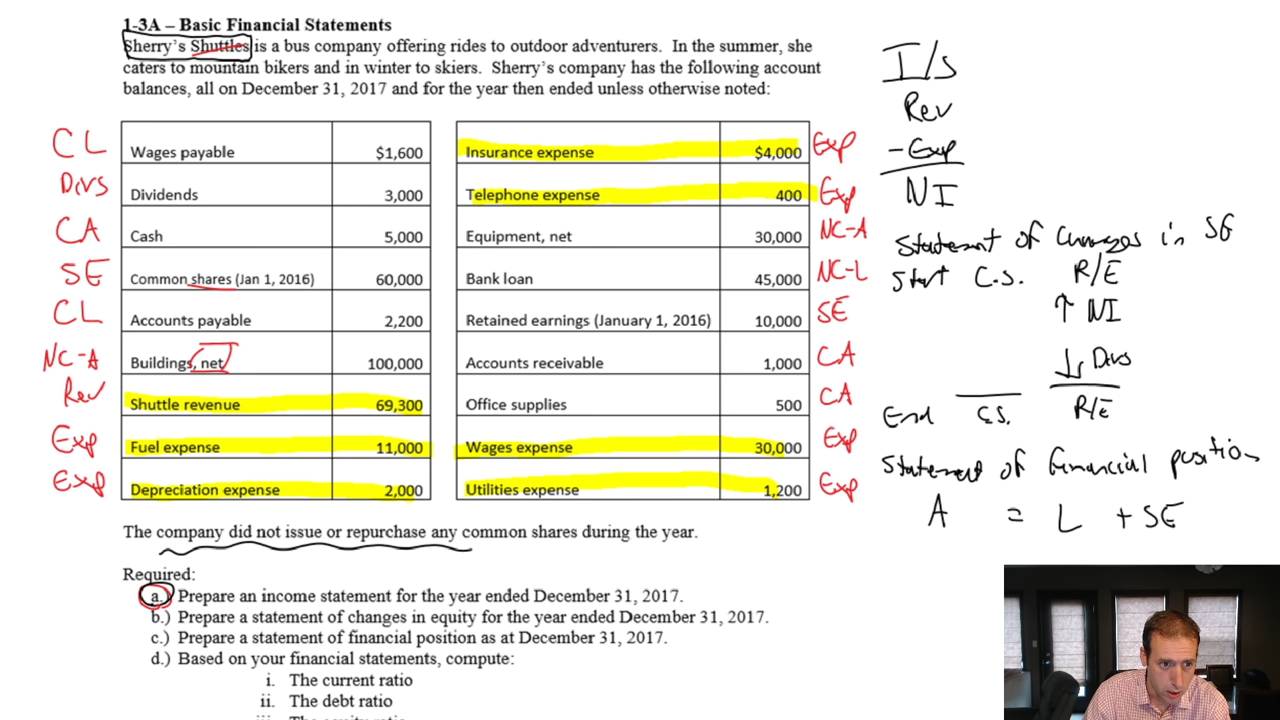 1-3A – Basic Financial Statements
Sherry's Shuttles is a bus company offering rides to outdoor adventurers. In the summer, she
caters to mountain bikers and in winter to skiers. Sherry's company has the following account
balances, all on December 31, 2017 and for the year then ended unless otherwise noted:
CL Wages payable $1,600 Insurance expense $4,000 Exp
Divs Dividends 3,000 Telephone expense 400 Exp
CA Cash 5,000 Equipment, net 30,000 NC-A
SE Common shares (Jan 1, 2016) 60,000 Bank loan 45,000 NC-L
CL Accounts payable 2,200 Retained earnings (January 1, 2016) 10,000 SE
NC-A Buildings, net 100,000 Accounts receivable 1,000 CA
Rev Shuttle revenue 69,300 Office supplies 500 CA
Exp Fuel expense 11,000 Wages expense 30,000 Exp
Exp Depreciation expense 2,000 Utilities expense 1,200 Exp
The company did not issue or repurchase any common shares during the year.
Required:
a.) Prepare an income statement for the year ended December 31, 2017.
b.) Prepare a statement of changes in equity for the year ended December 31, 2017.
c.) Prepare a statement of financial position as at December 31, 2017.
d.) Based on your financial statements, compute:
i. The current ratio
ii. The debt ratio
I/s
Rev
- Exp
NI
Statement of Changes in SE
Start C.S. R/E
↑ NI
↓ Divs
End C.S. R/E
Statement of financial position
A = L + SE